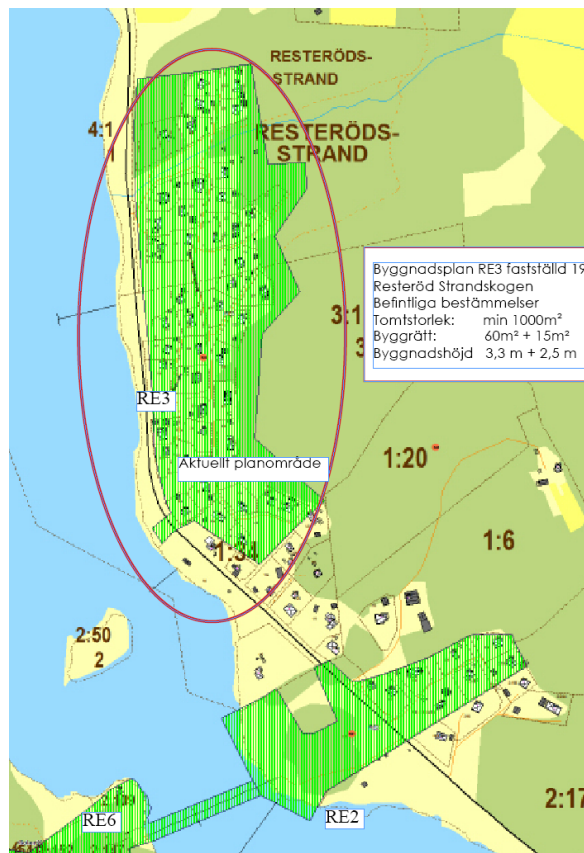 RESTERÖDS-
STRAND
RESTERÖDS-
STRAND
4:1
1
Byggnadsplan RE3 fastställd 19
Resteröd Strandskogen
Befintliga bestämmelser
Tomtstorlek: min 1000m²
Byggrätt: 60m² + 15m²
Byggnadshöjd 3,3 m + 2,5 m
3:1
3
RE3
Aktuellt planområde
1:20
1:34
1:6
2:50
2
2:17
RE6
RE2